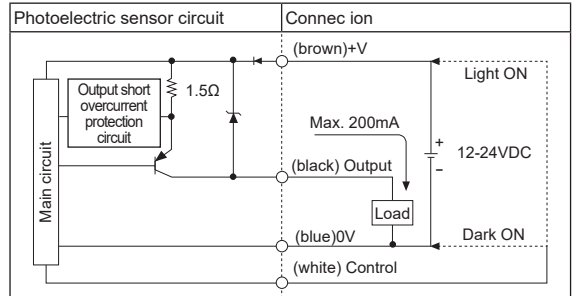 Photoelectric sensor circuit
Connec ion
(brown)+V
Light ON
Output short
overcurrent
protection
circuit
1.5Ω
Max. 200mA
+
12-24VDC
-
(black) Output
Main circuit
Load
(blue)0V
Dark ON
(white) Control